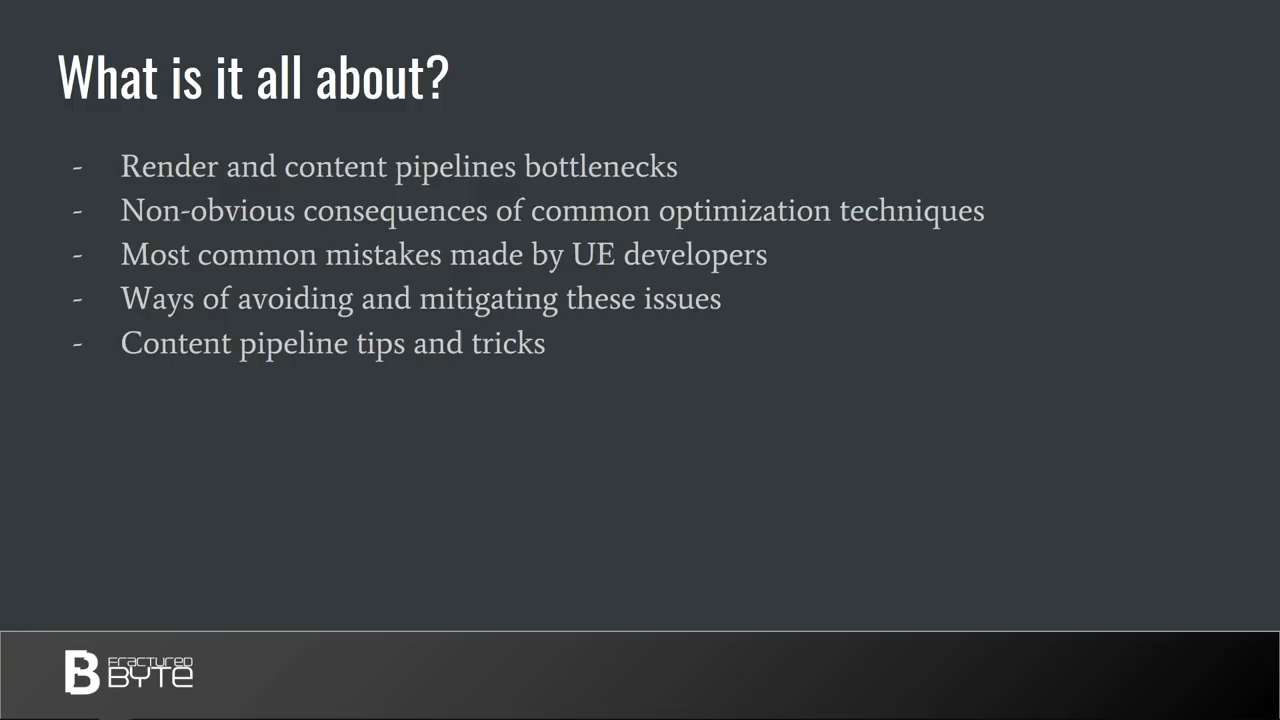 What is it all about?
- Render and content pipelines bottlenecks
- Non-obvious consequences of common optimization techniques
- Most common mistakes made by UE developers
- Ways of avoiding and mitigating these issues
- Content pipeline tips and tricks
B Fractured
BYTE